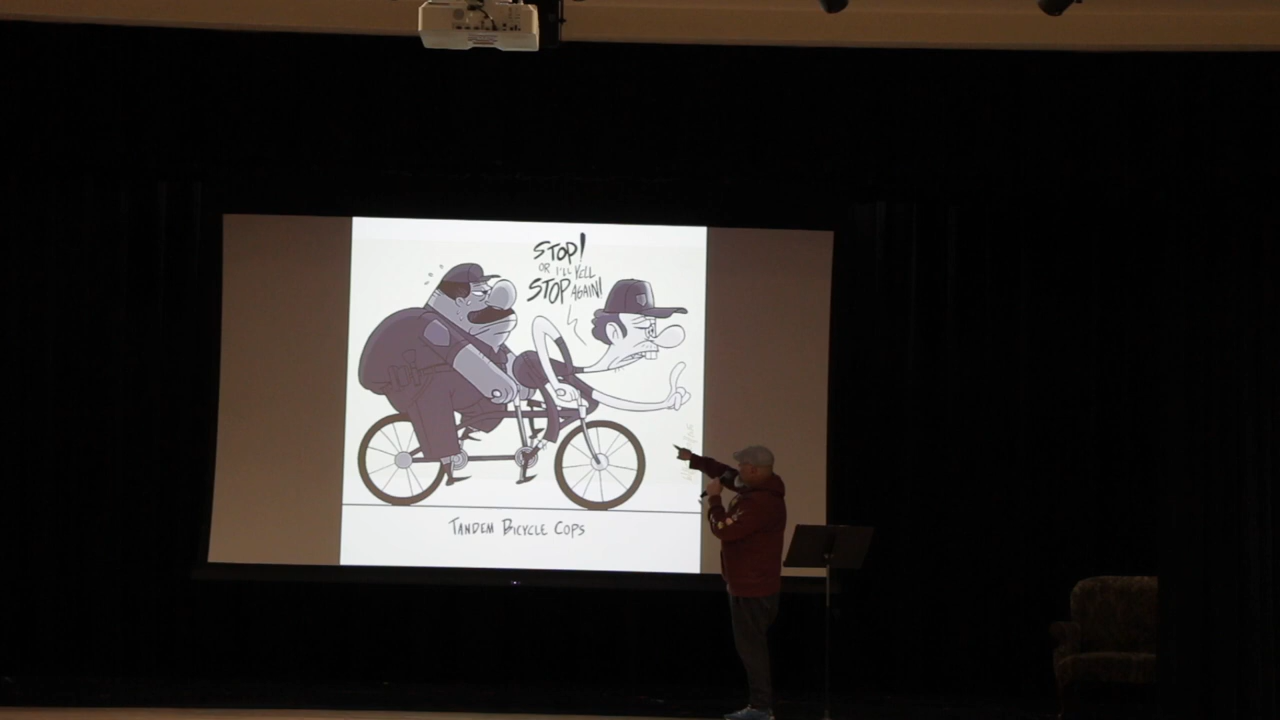 STOP!
OR I'LL YELL
STOP AGAIN!
TANDEM BICYCLE COPS